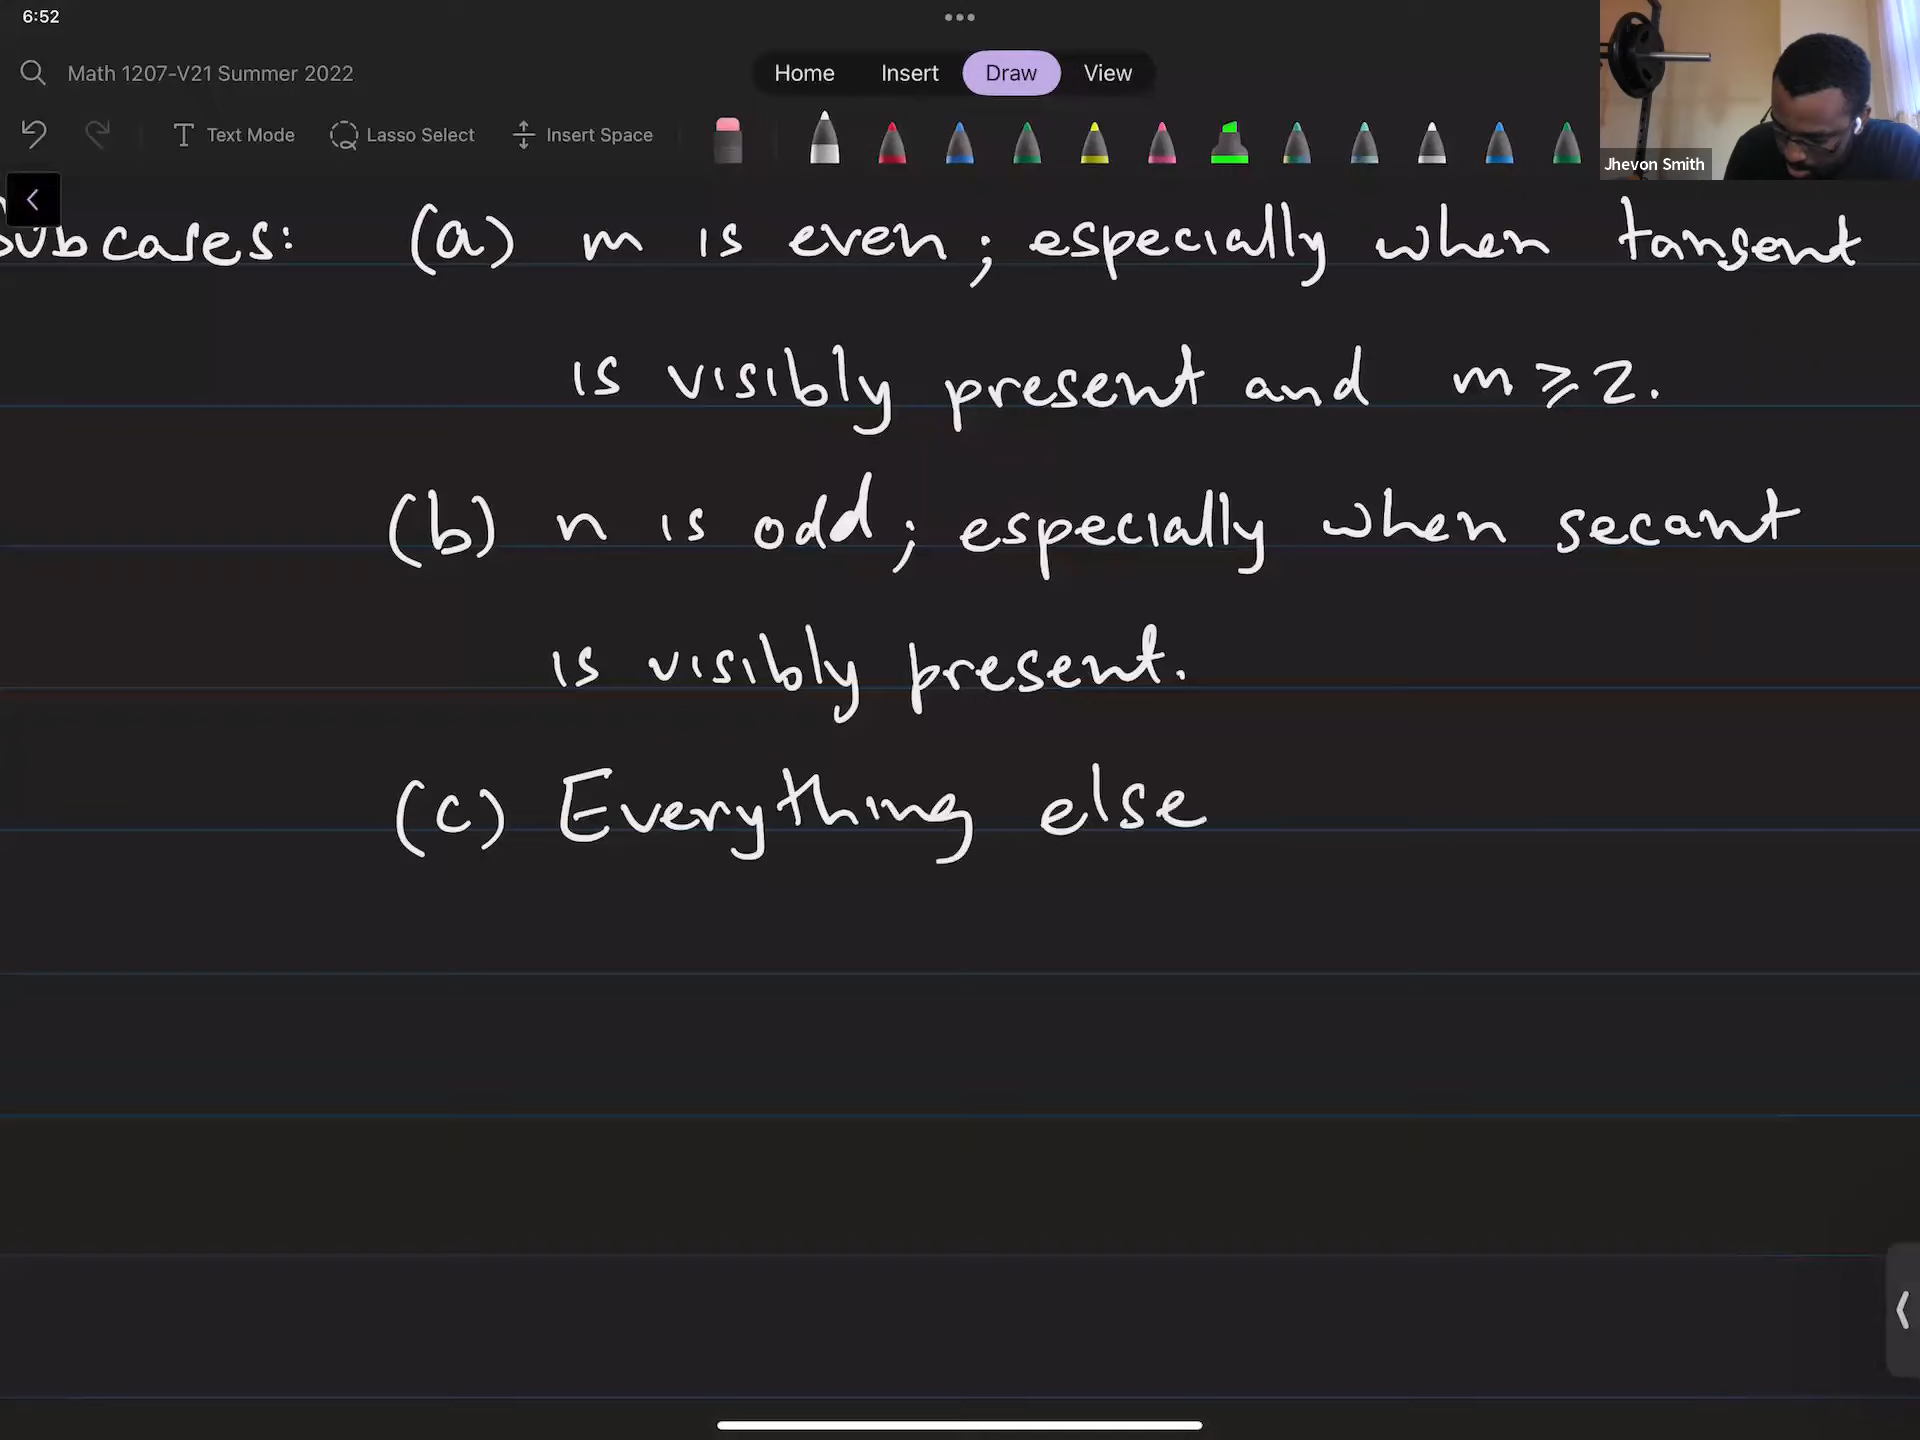 6:52
Math 1207-V21 Summer 2022
Home Insert Draw View
Text Mode Lasso Select Insert Space
Jhevon Smith
Subcases: (a) m is even; especially when tangent
is visibly present and m ⩾ 2.
(b) n is odd; especially when secant
is visibly present.
(c) Everything else